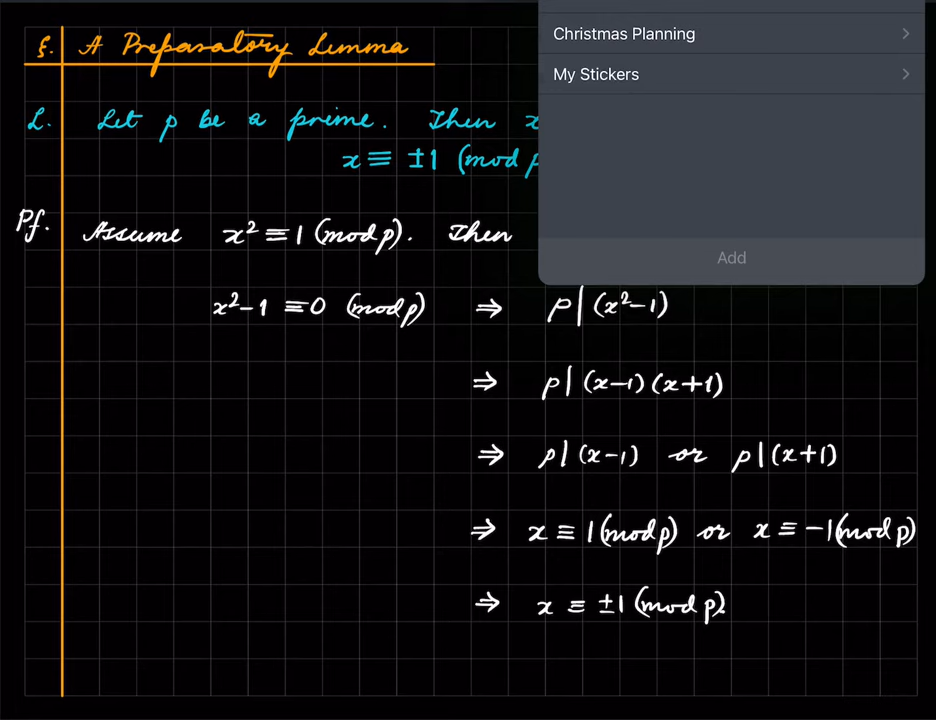 §. A Preparatory Lemma
Christmas Planning
My Stickers
L. Let p be a prime. Then x
x ≡ ±1 (mod p
Add
Pf. Assume x² ≡ 1 (mod p). Then
x²-1 ≡ 0 (mod p) ⇒ p | (x²-1)
⇒ p | (x-1)(x+1)
⇒ p | (x-1) or p | (x+1)
⇒ x ≡ 1 (mod p) or x ≡ -1 (mod p)
⇒ x ≡ ±1 (mod p).